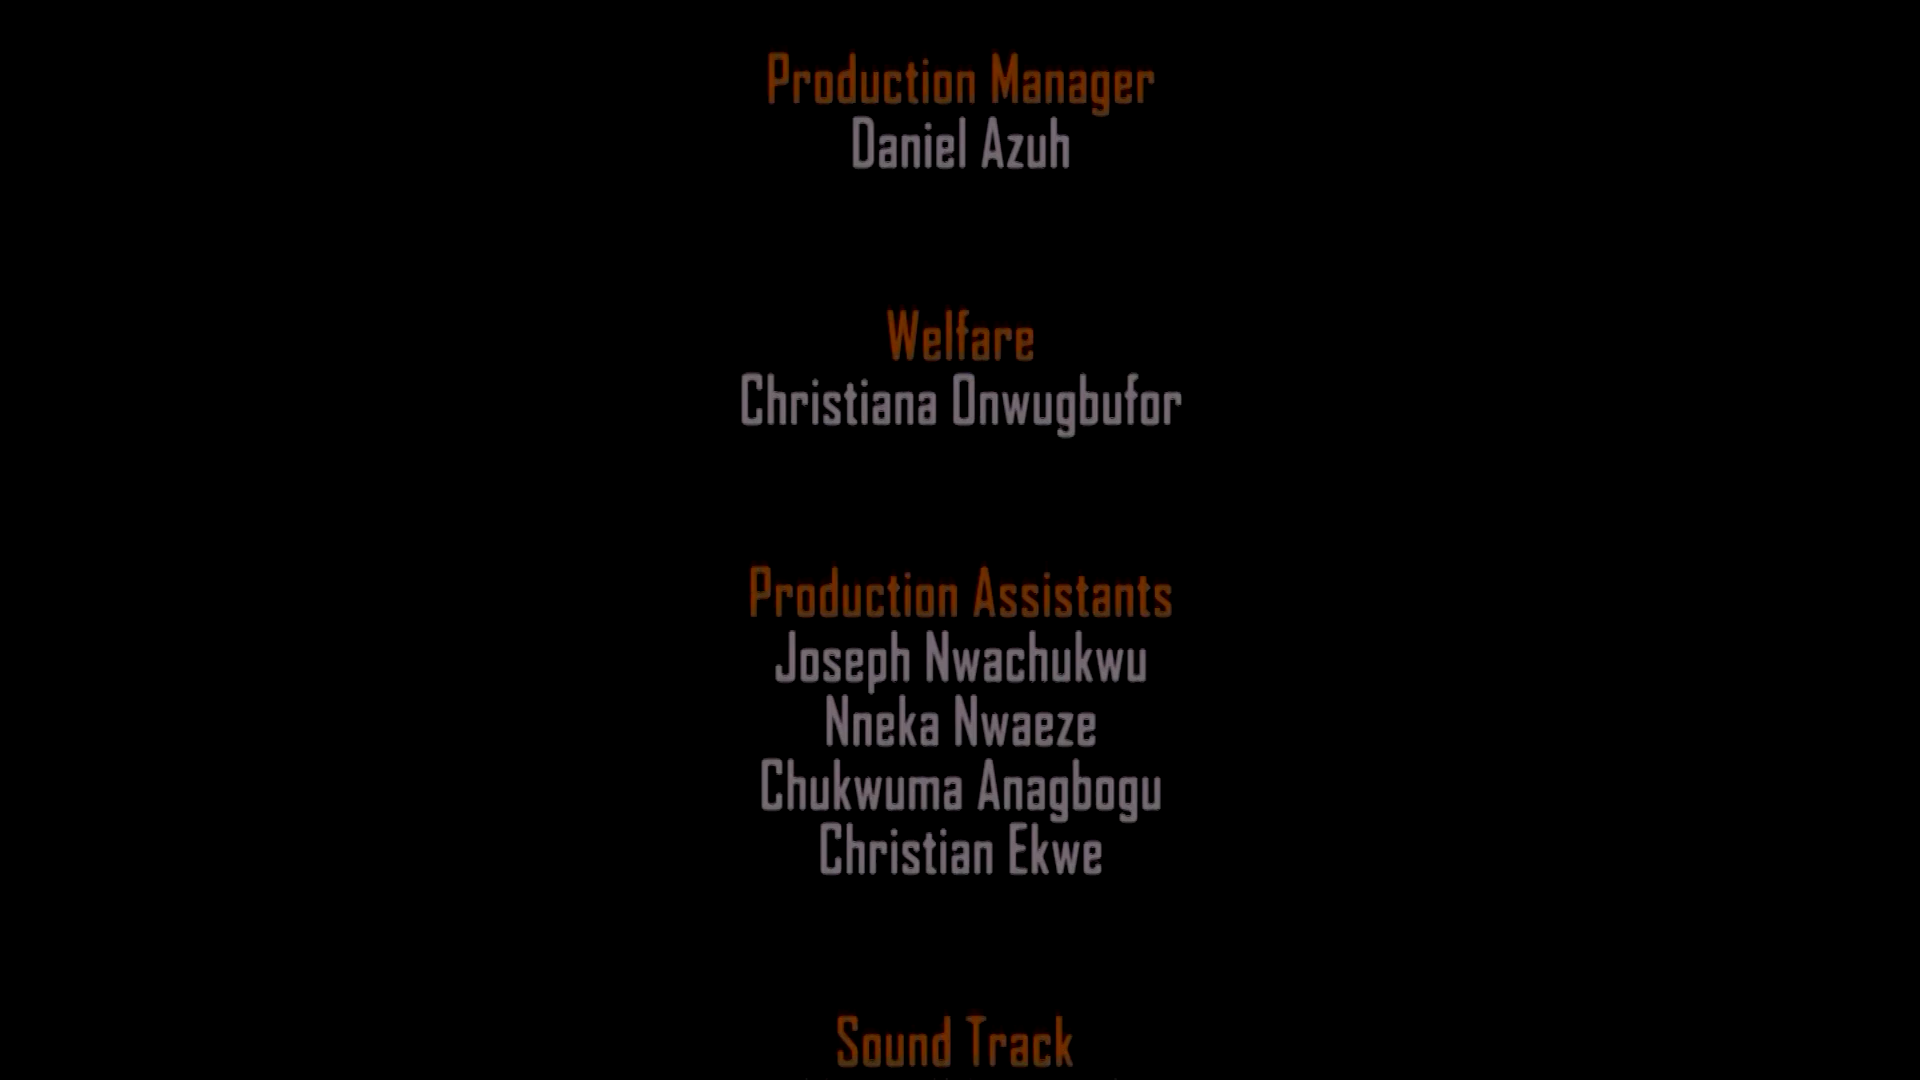 Production Manager
Daniel Azuh
Welfare
Christiana Onwugbufor
Production Assistants
Joseph Nwachukwu
Nneka Nwaeze
Chukwuma Anagbogu
Christian Ekwe
Sound Track